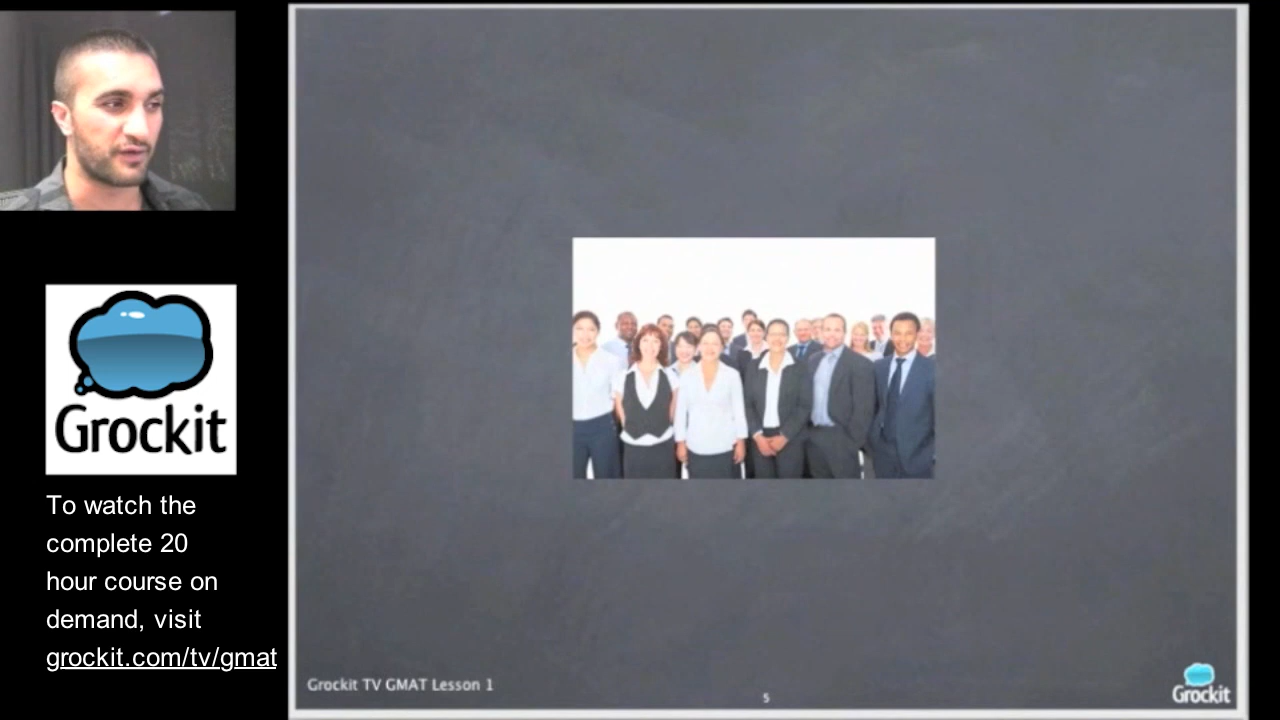 Grockit
To watch the
complete 20
hour course on
demand, visit
grockit.com/tv/gmat
Grockit TV GMAT Lesson 1
5
Grockit